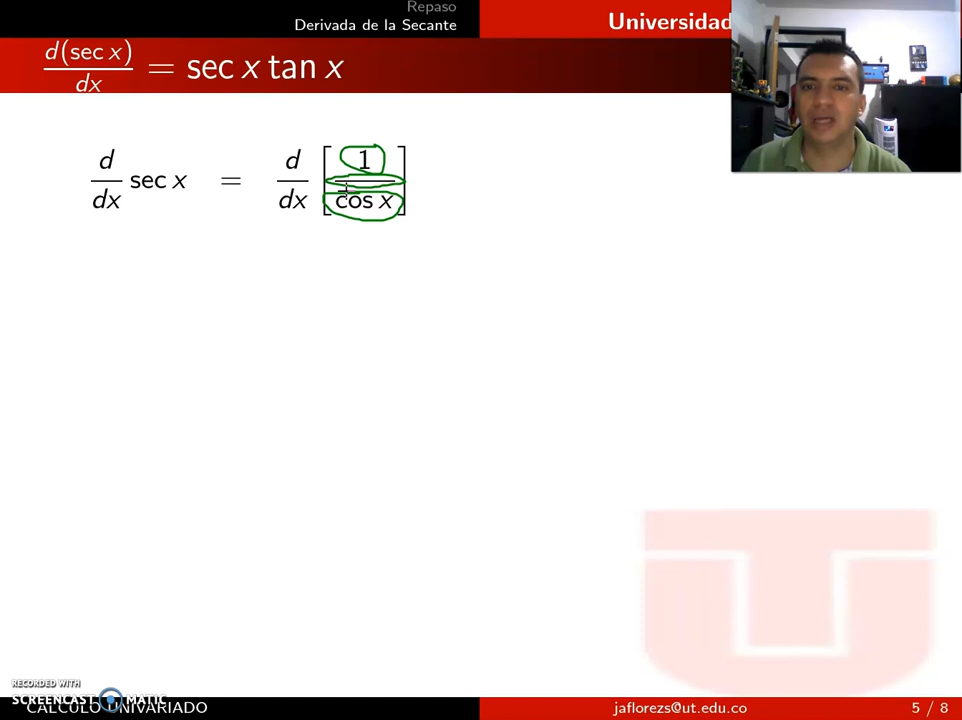 Repaso
Derivada de la Secante
Universidad
d(sec x)/dx = sec x tan x
d/dx sec x = d/dx [1/cos x]
RECORDED WITH
SCREENCAST MATIC
CALCULO UNIVARIADO
jaflorezs@ut.edu.co
5 / 8